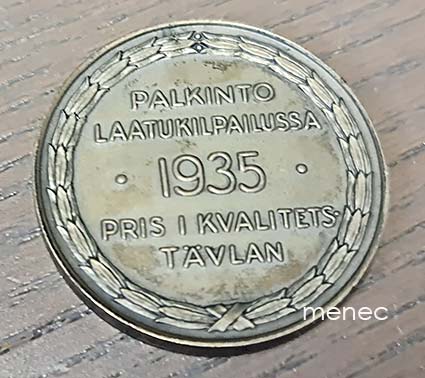 PALKINTO
LAATUKILPAILUSSA
· 1935 ·
PRIS I KVALITETS-
TÄVLAN
menec